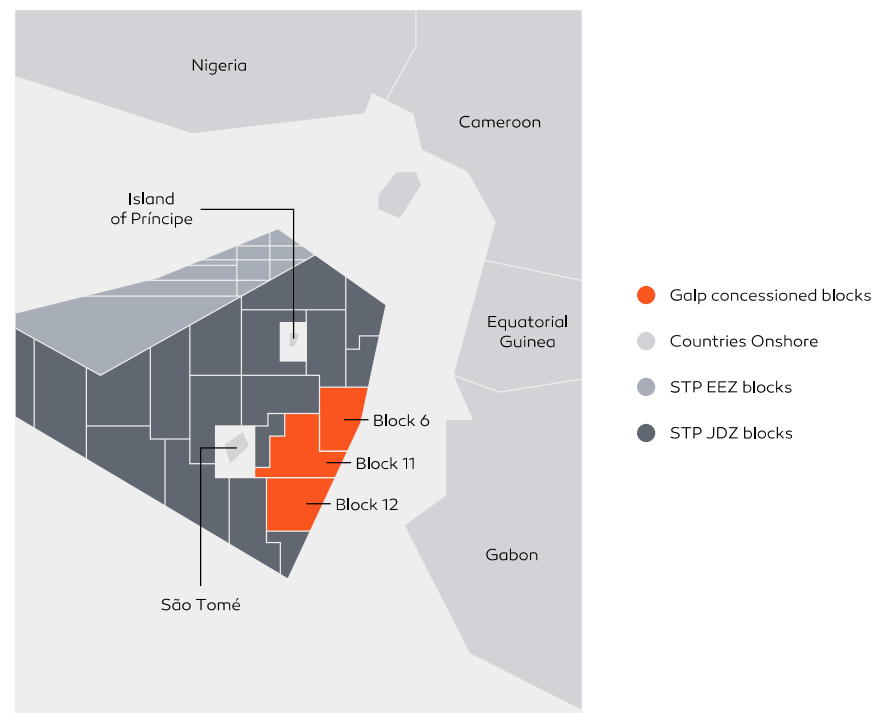 Nigeria
Cameroon
Island
of Príncipe
Equatorial
Guinea
Block 6
Block 11
Block 12
Gabon
São Tomé
Galp concessioned blocks
Countries Onshore
STP EEZ blocks
STP JDZ blocks